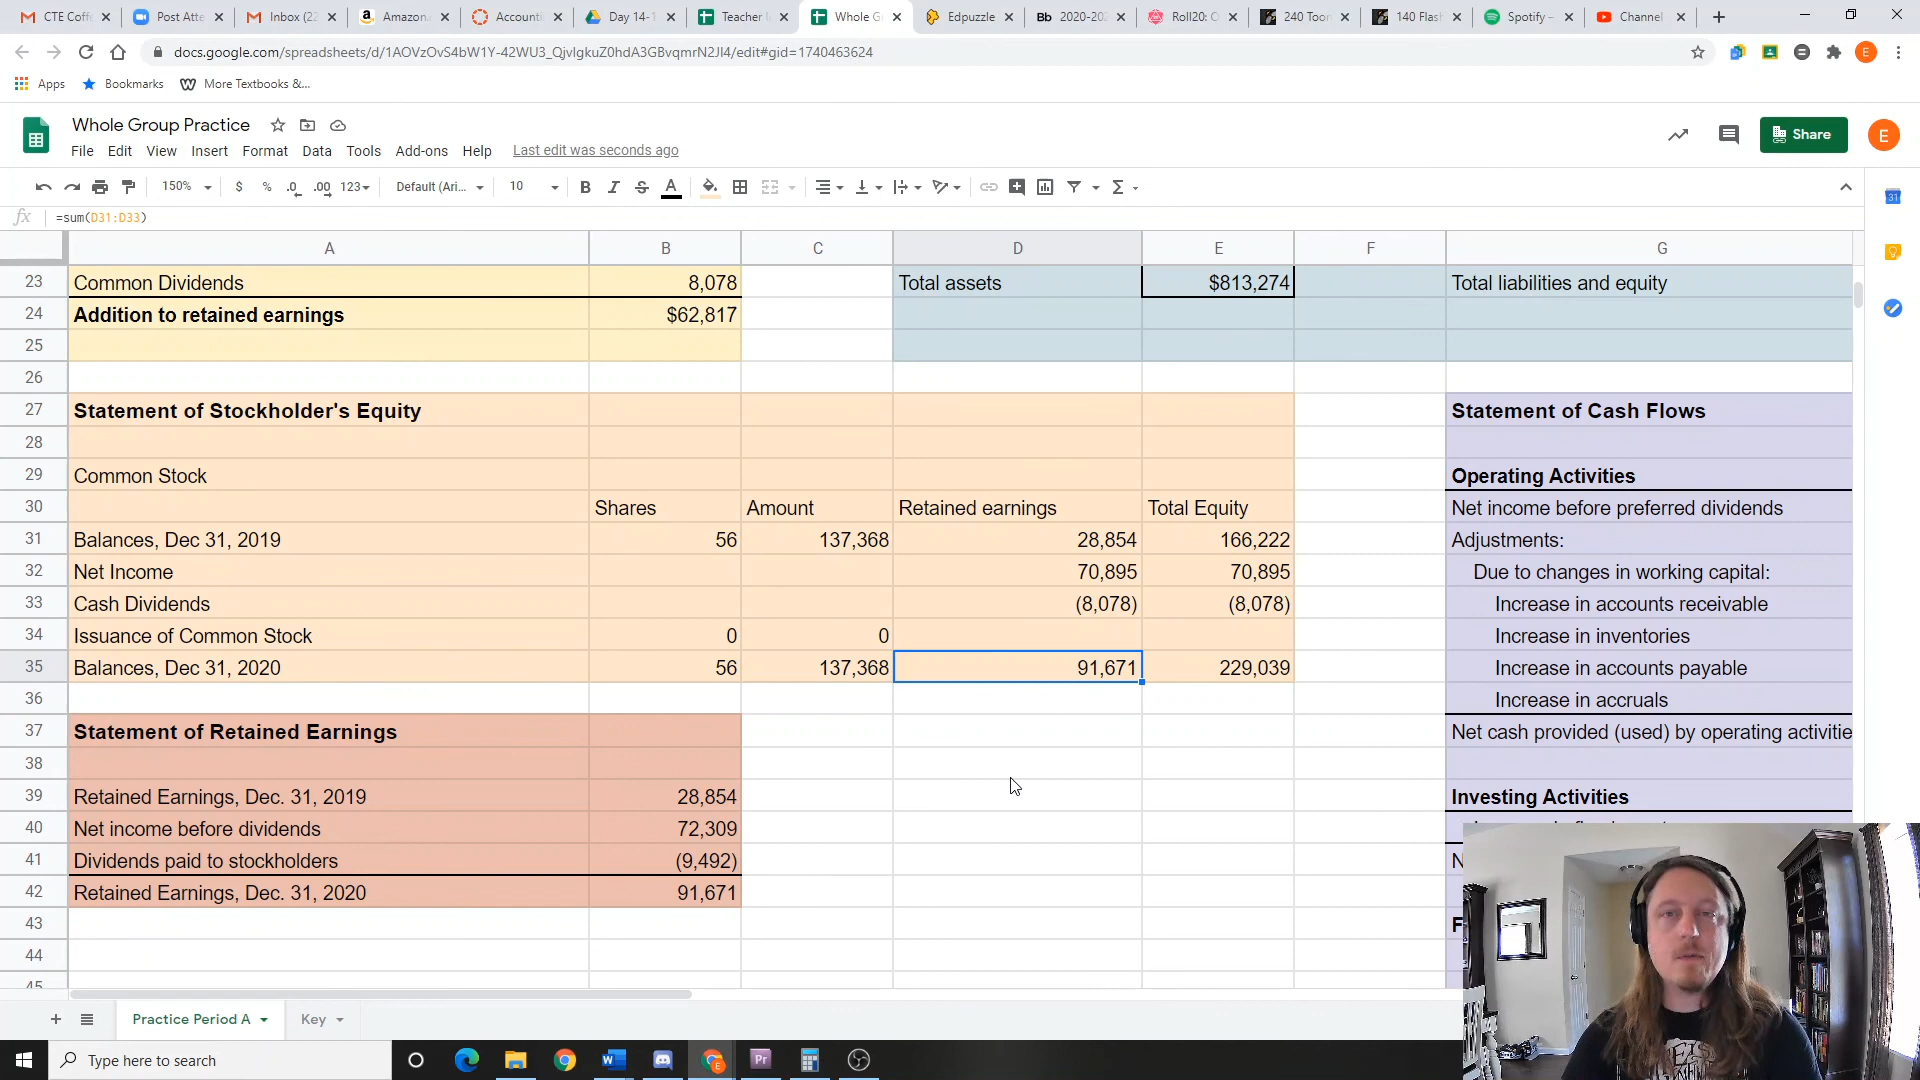 CTE Coff
Post Atte
Inbox (22
Amazon.
Accounti
Day 14-1
Teacher I
Whole G
Edpuzzle
Bb 2020-202
Roll20: O
240 Toon
140 Flash
Spotify –
Channel
docs.google.com/spreadsheets/d/1AOVzOvS4bW1Y-42WU3_QjvIgkuZ0hdA3GBvqmrN2JI4/edit#gid=1740463624
E
Apps Bookmarks More Textbooks &...
Whole Group Practice
Share
E
File Edit View Insert Format Data Tools Add-ons Help Last edit was seconds ago
150% $ % .0 .00 123 Default (Ari... 10 B I S A Σ
31
fx =sum(D31:D33)
A B C D E F G
23 Common Dividends 8,078 Total assets $813,274 Total liabilities and equity
24 Addition to retained earnings $62,817
25
26
27 Statement of Stockholder's Equity Statement of Cash Flows
28
29 Common Stock Operating Activities
30 Shares Amount Retained earnings Total Equity Net income before preferred dividends
31 Balances, Dec 31, 2019 56 137,368 28,854 166,222 Adjustments:
32 Net Income 70,895 70,895 Due to changes in working capital:
33 Cash Dividends (8,078) (8,078) Increase in accounts receivable
34 Issuance of Common Stock 0 0 Increase in inventories
35 Balances, Dec 31, 2020 56 137,368 91,671 229,039 Increase in accounts payable
36 Increase in accruals
37 Statement of Retained Earnings Net cash provided (used) by operating activitie
38
39 Retained Earnings, Dec. 31, 2019 28,854 Investing Activities
40 Net income before dividends 72,309
41 Dividends paid to stockholders (9,492) N
42 Retained Earnings, Dec. 31, 2020 91,671
43 F
44
45
Practice Period A Key
Type here to search